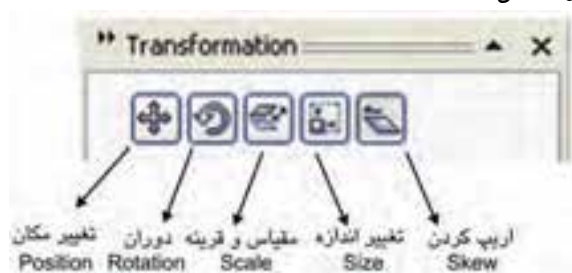 Transformation
تغییر مکان دوران مقیاس و قرینه تغییر اندازه اریب کردن
Position Rotation Scale Size Skew